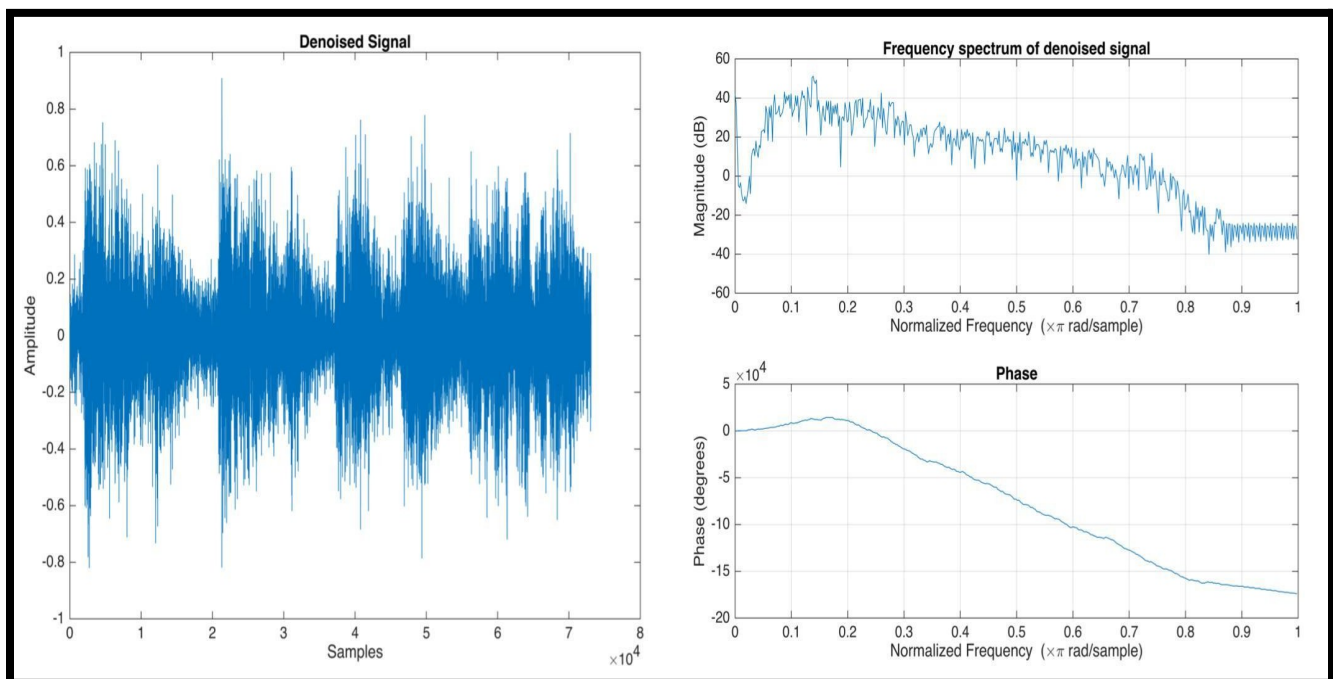 Denoised Signal
1
0.8
0.6
0.4
0.2
0
-0.2
-0.4
-0.6
-0.8
-1
Amplitude
0 1 2 3 4 5 6 7 8
Samples
×10⁴
Frequency spectrum of denoised signal
60
40
20
0
-20
-40
-60
Magnitude (dB)
0 0.1 0.2 0.3 0.4 0.5 0.6 0.7 0.8 0.9 1
Normalized Frequency (×π rad/sample)
Phase
×10⁴
5
0
-5
-10
-15
-20
Phase (degrees)
0 0.1 0.2 0.3 0.4 0.5 0.6 0.7 0.8 0.9 1
Normalized Frequency (×π rad/sample)